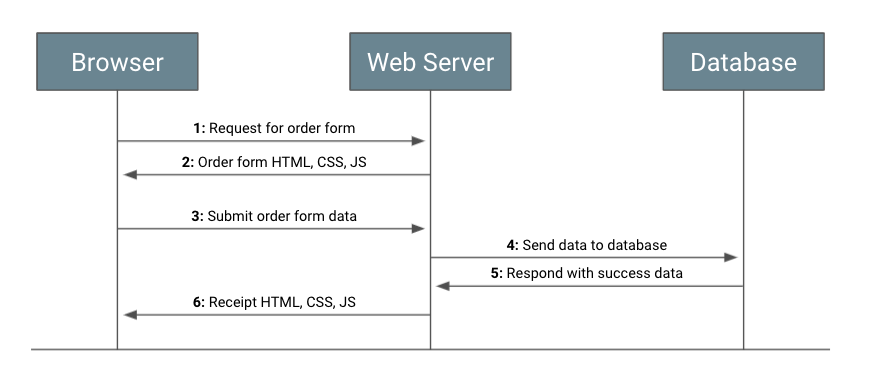 Browser
Web Server
Database
1: Request for order form
2: Order form HTML, CSS, JS
3: Submit order form data
4: Send data to database
5: Respond with success data
6: Receipt HTML, CSS, JS